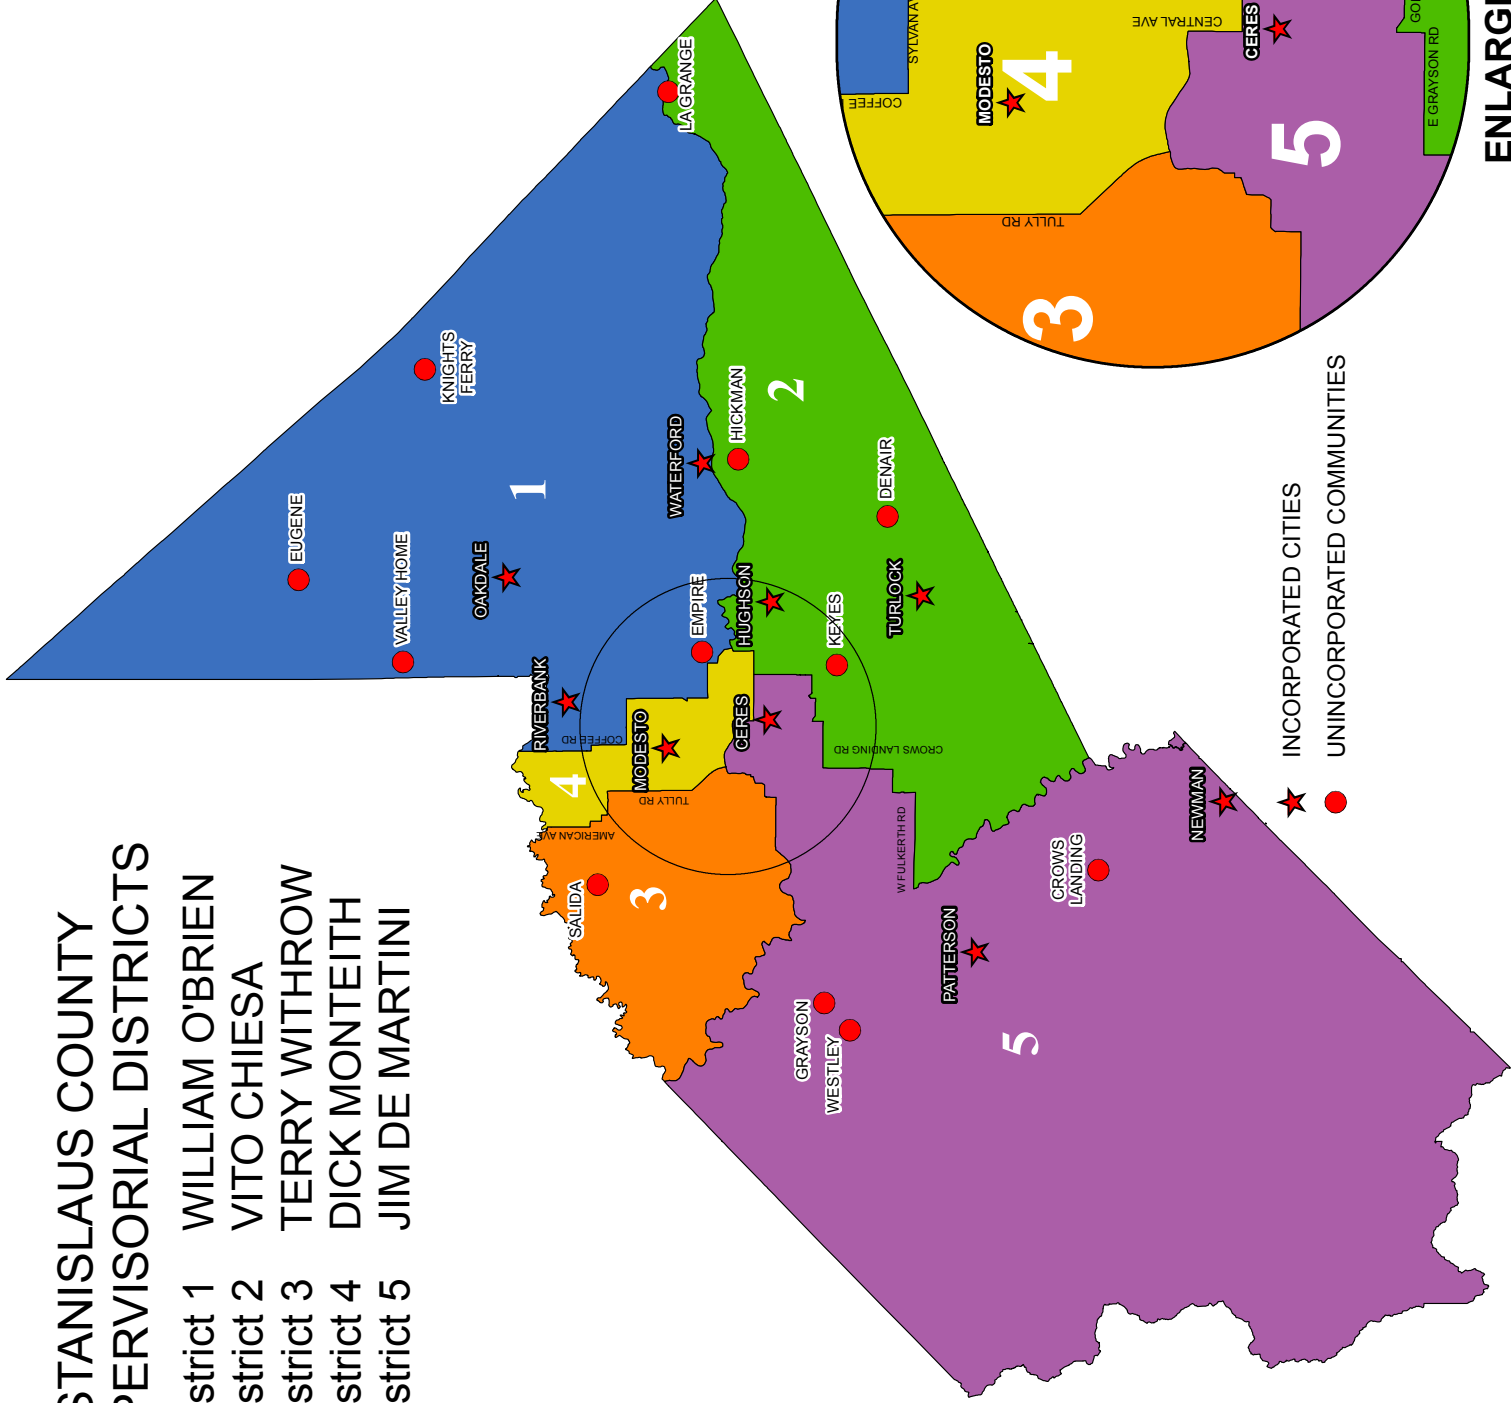 STANISLAUS COUNTY
PERVISORIAL DISTRICTS
strict 1 WILLIAM O'BRIEN
strict 2 VITO CHIESA
strict 3 TERRY WITHROW
strict 4 DICK MONTEITH
strict 5 JIM DE MARTINI
EUGENE
VALLEY HOME
KNIGHTS
FERRY
OAKDALE
1
RIVERBANK
COFFEE RD
4
AMERICAN AVE
SALIDA
3
MODESTO
TULLY RD
EMPIRE
WATERFORD
LA GRANGE
HICKMAN
HUGHSON
CERES
2
KEYES
DENAIR
TURLOCK
CROWS LANDING RD
W FULKERTH RD
GRAYSON
WESTLEY
PATTERSON
5
CROWS
LANDING
NEWMAN
INCORPORATED CITIES
UNINCORPORATED COMMUNITIES
COFFEE
SYLVAN A
MODESTO
4
TULLY RD
3
CENTRAL AVE
CERES
5
E GRAYSON RD
ENLARG